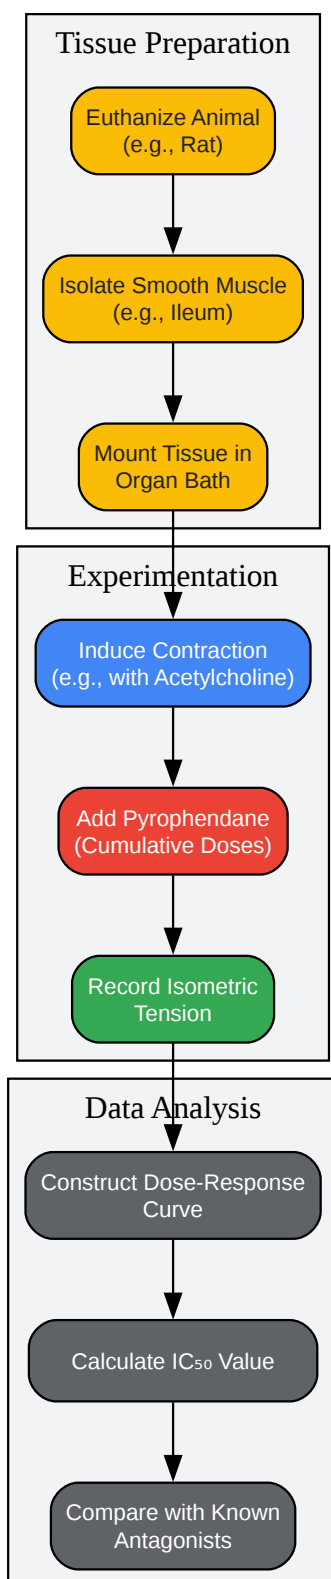 Tissue Preparation
Euthanize Animal
(e.g., Rat)
Isolate Smooth Muscle
(e.g., Ileum)
Mount Tissue in
Organ Bath
Experimentation
Induce Contraction
(e.g., with Acetylcholine)
Add Pyrophendane
(Cumulative Doses)
Record Isometric
Tension
Data Analysis
Construct Dose-Response
Curve
Calculate IC₅₀ Value
Compare with Known
Antagonists